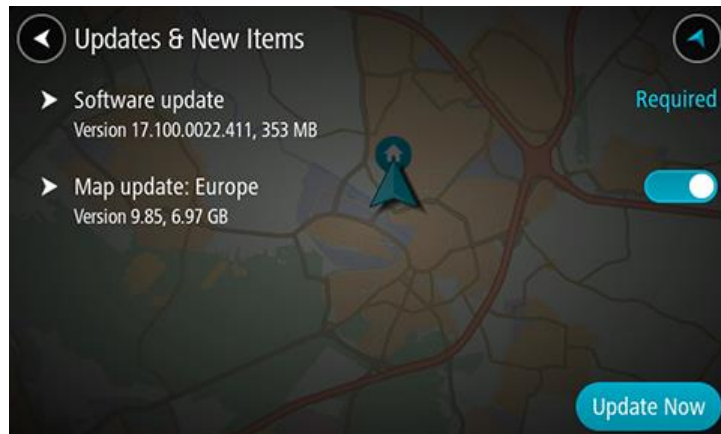 Updates & New Items
Software update
Required
Version 17.100.0022.411, 353 MB
Map update: Europe
Version 9.85, 6.97 GB
Update Now